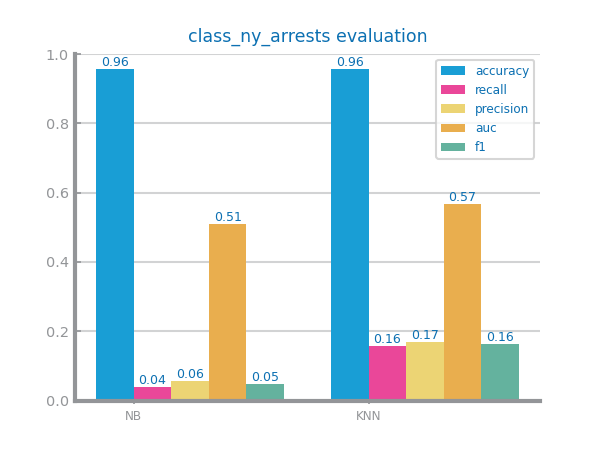 class_ny_arrests evaluation
1.0
0.8
0.6
0.4
0.2
0.0
0.96
0.04
0.06
0.51
0.05
0.96
0.16
0.17
0.57
0.16
accuracy
recall
precision
auc
f1
NB
KNN